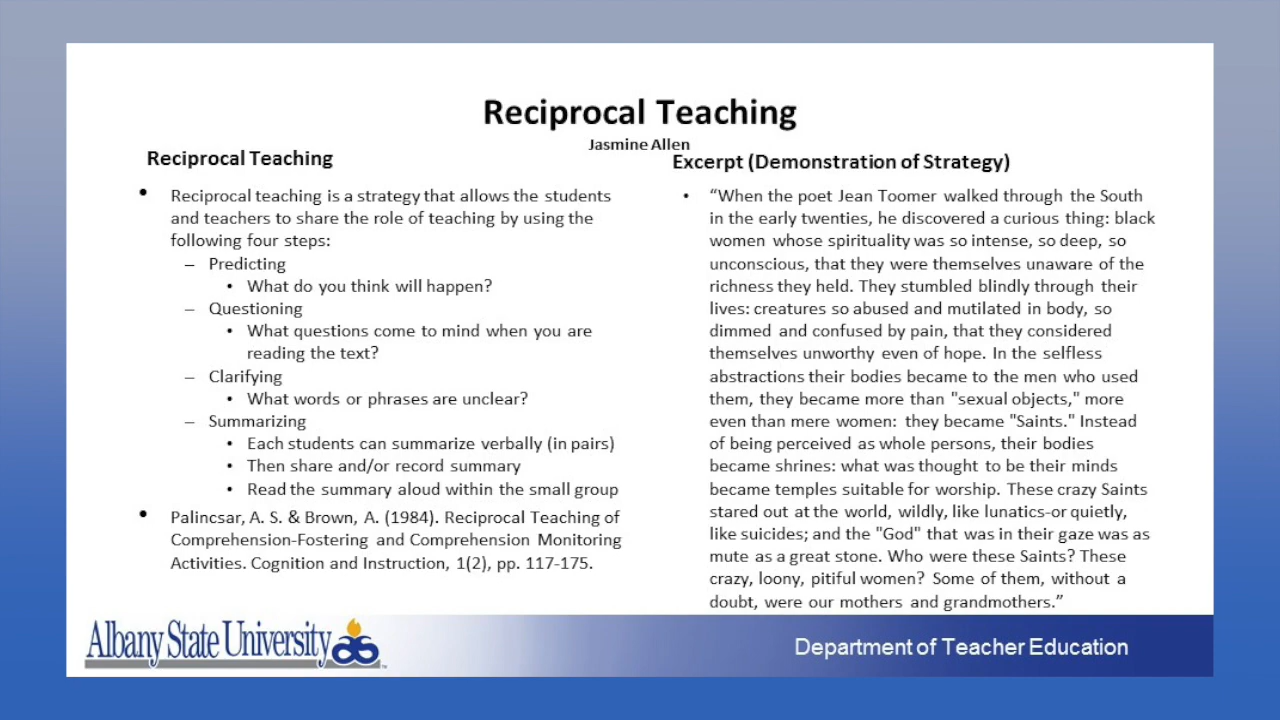 Reciprocal Teaching
Jasmine Allen
Reciprocal Teaching
• Reciprocal teaching is a strategy that allows the students
and teachers to share the role of teaching by using the
following four steps:
– Predicting
• What do you think will happen?
– Questioning
• What questions come to mind when you are
reading the text?
– Clarifying
• What words or phrases are unclear?
– Summarizing
• Each students can summarize verbally (in pairs)
• Then share and/or record summary
• Read the summary aloud within the small group
• Palincsar, A. S. & Brown, A. (1984). Reciprocal Teaching of
Comprehension-Fostering and Comprehension Monitoring
Activities. Cognition and Instruction, 1(2), pp. 117-175.
Excerpt (Demonstration of Strategy)
• “When the poet Jean Toomer walked through the South
in the early twenties, he discovered a curious thing: black
women whose spirituality was so intense, so deep, so
unconscious, that they were themselves unaware of the
richness they held. They stumbled blindly through their
lives: creatures so abused and mutilated in body, so
dimmed and confused by pain, that they considered
themselves unworthy even of hope. In the selfless
abstractions their bodies became to the men who used
them, they became more than "sexual objects," more
even than mere women: they became "Saints." Instead
of being perceived as whole persons, their bodies
became shrines: what was thought to be their minds
became temples suitable for worship. These crazy Saints
stared out at the world, wildly, like lunatics-or quietly,
like suicides; and the "God" that was in their gaze was as
mute as a great stone. Who were these Saints? These
crazy, loony, pitiful women? Some of them, without a
doubt, were our mothers and grandmothers.”
Albany State University
TM
Department of Teacher Education